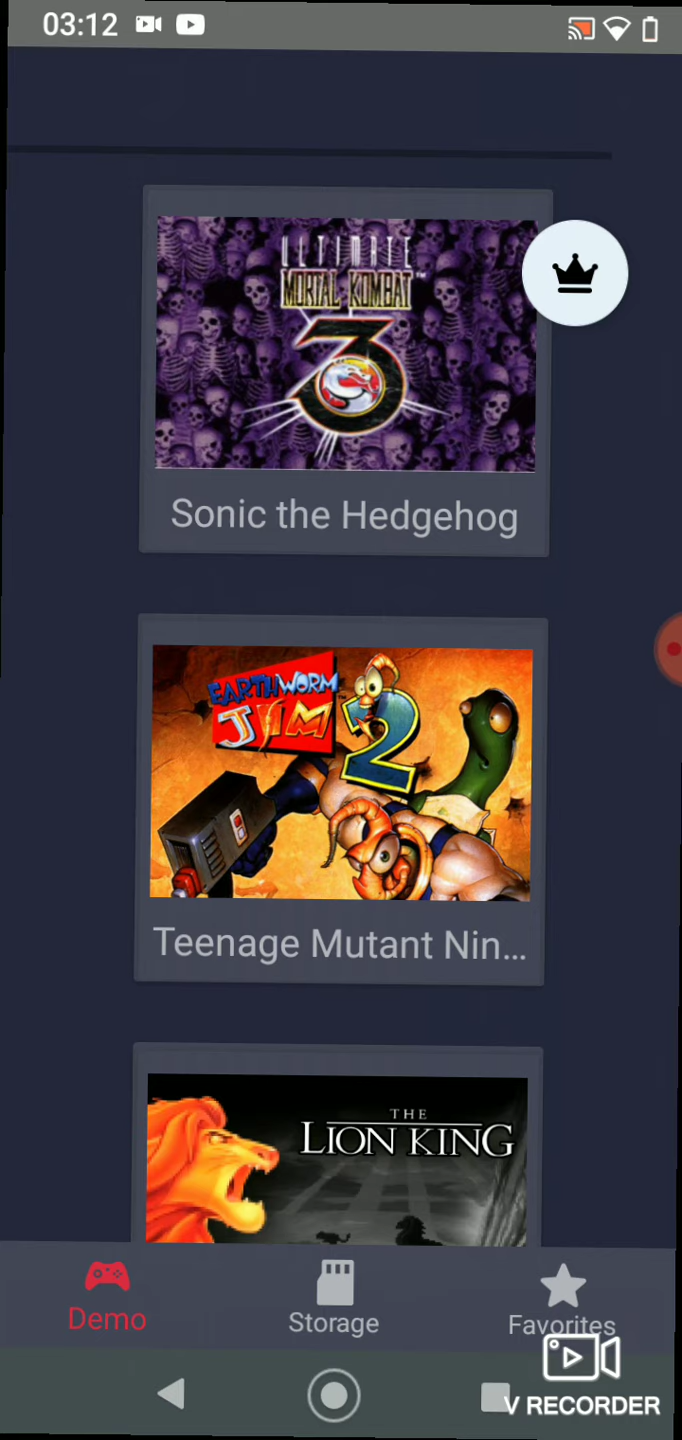 03:12
ULTIMATE
MORTAL KOMBAT™
3
Sonic the Hedgehog
EARTHWORM
JIM 2
Teenage Mutant Nin...
THE
LION KING
Demo
Storage
Favorites
V RECORDER